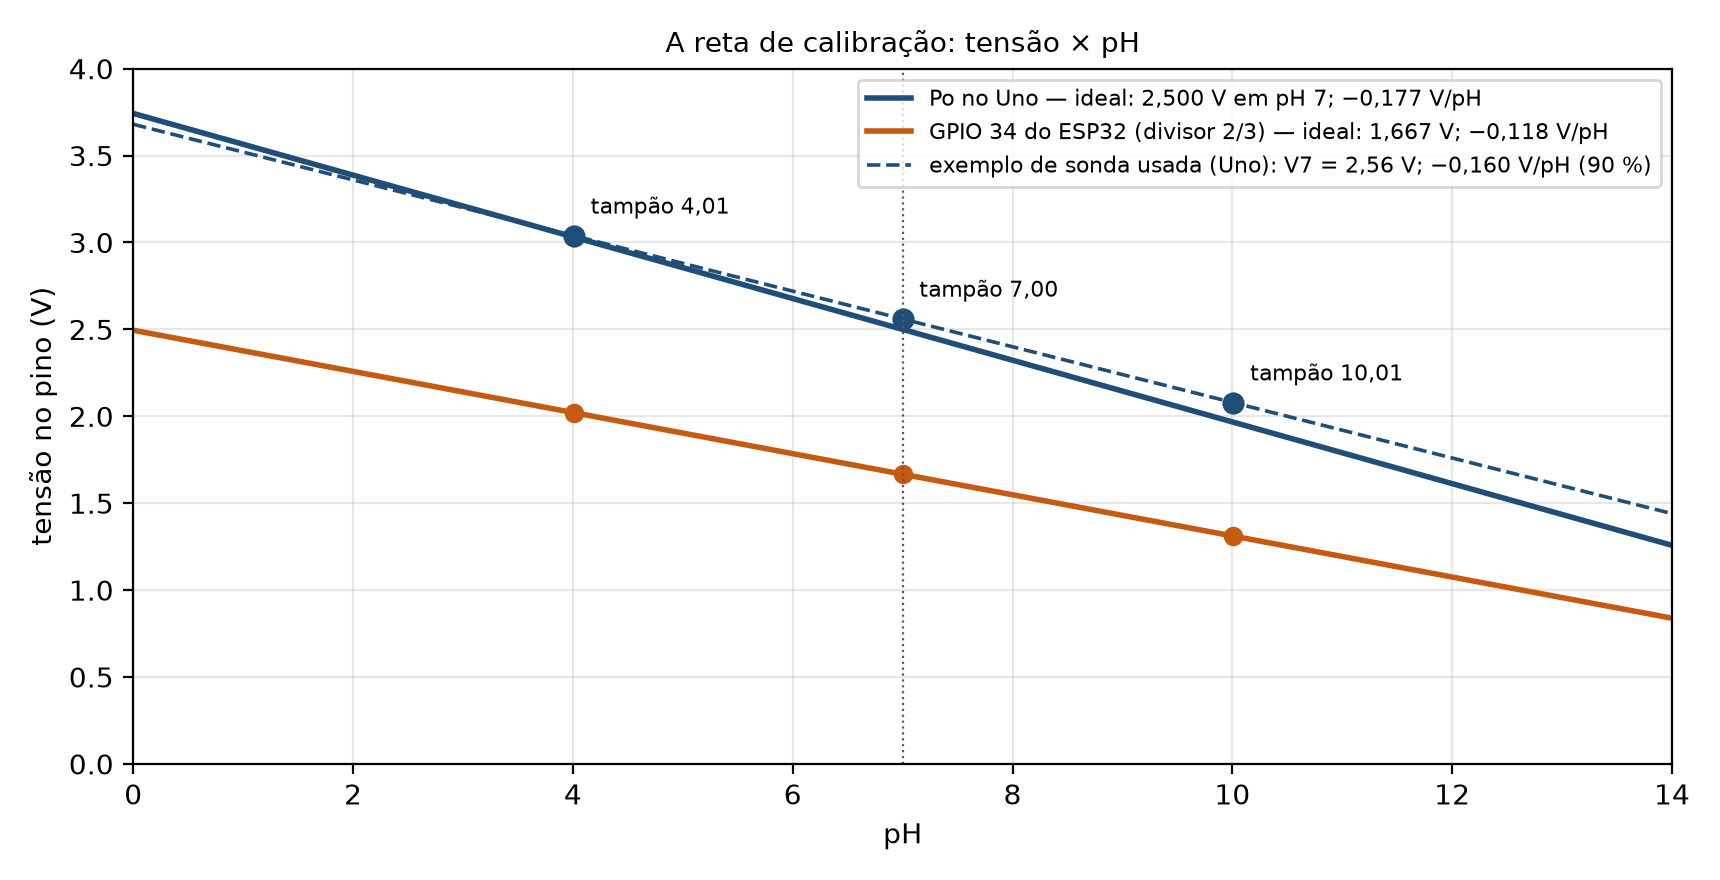 A reta de calibração: tensão × pH
Po no Uno — ideal: 2,500 V em pH 7; −0,177 V/pH
GPIO 34 do ESP32 (divisor 2/3) — ideal: 1,667 V; −0,118 V/pH
exemplo de sonda usada (Uno): V7 = 2,56 V; −0,160 V/pH (90 %)
tampão 4,01
tampão 7,00
tampão 10,01
tensão no pino (V)
4.0
3.5
3.0
2.5
2.0
1.5
1.0
0.5
0.0
0 2 4 6 8 10 12 14
pH